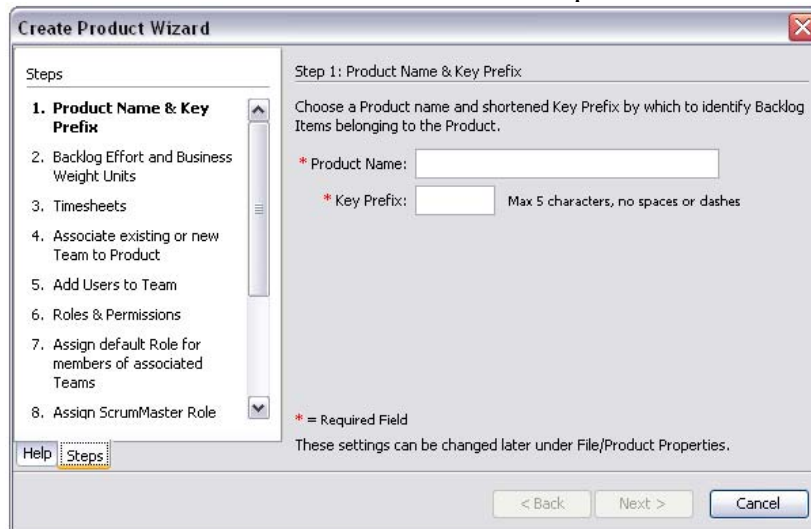 Create Product Wizard
Steps
1. Product Name & Key
Prefix
2. Backlog Effort and Business
Weight Units
3. Timesheets
4. Associate existing or new
Team to Product
5. Add Users to Team
6. Roles & Permissions
7. Assign default Role for
members of associated
Teams
8. Assign ScrumMaster Role
Help Steps
Step 1: Product Name & Key Prefix
Choose a Product name and shortened Key Prefix by which to identify Backlog
Items belonging to the Product.
* Product Name:
* Key Prefix: Max 5 characters, no spaces or dashes
* = Required Field
These settings can be changed later under File/Product Properties.
< Back Next > Cancel